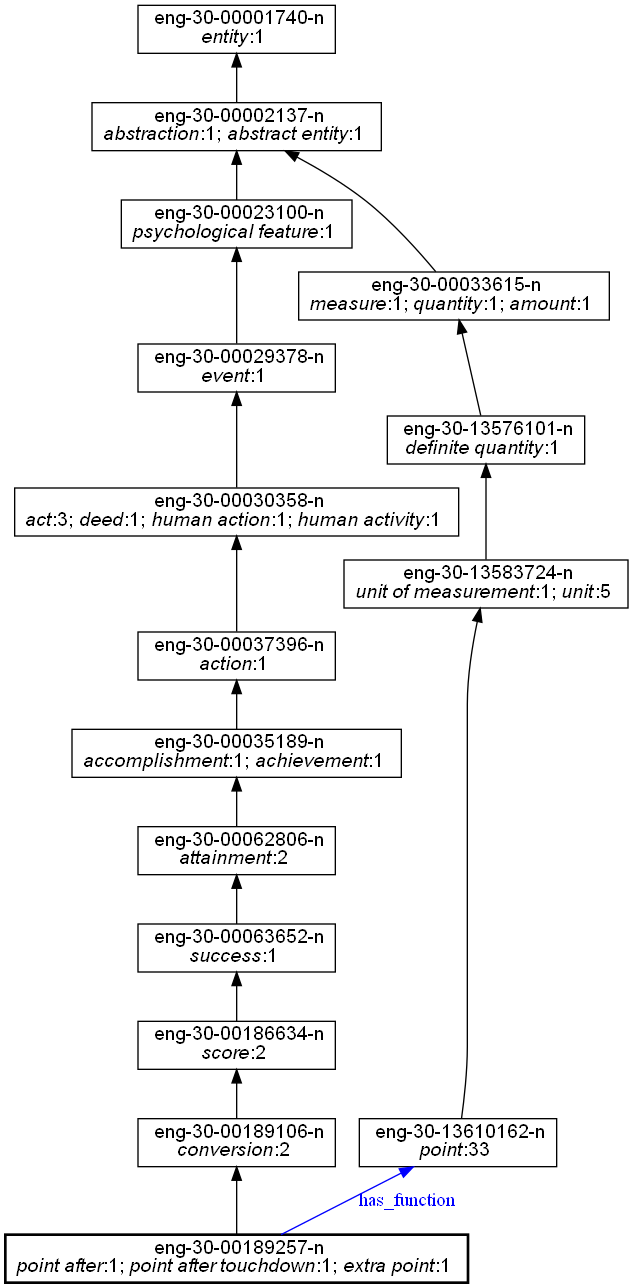 eng-30-00001740-n
entity:1
eng-30-00002137-n
abstraction:1; abstract entity:1
eng-30-00023100-n
psychological feature:1
eng-30-00033615-n
measure:1; quantity:1; amount:1
eng-30-00029378-n
event:1
eng-30-13576101-n
definite quantity:1
eng-30-00030358-n
act:3; deed:1; human action:1; human activity:1
eng-30-13583724-n
unit of measurement:1; unit:5
eng-30-00037396-n
action:1
eng-30-00035189-n
accomplishment:1; achievement:1
eng-30-00062806-n
attainment:2
eng-30-00063652-n
success:1
eng-30-00186634-n
score:2
eng-30-00189106-n
conversion:2
eng-30-13610162-n
point:33
has_function
eng-30-00189257-n
point after:1; point after touchdown:1; extra point:1